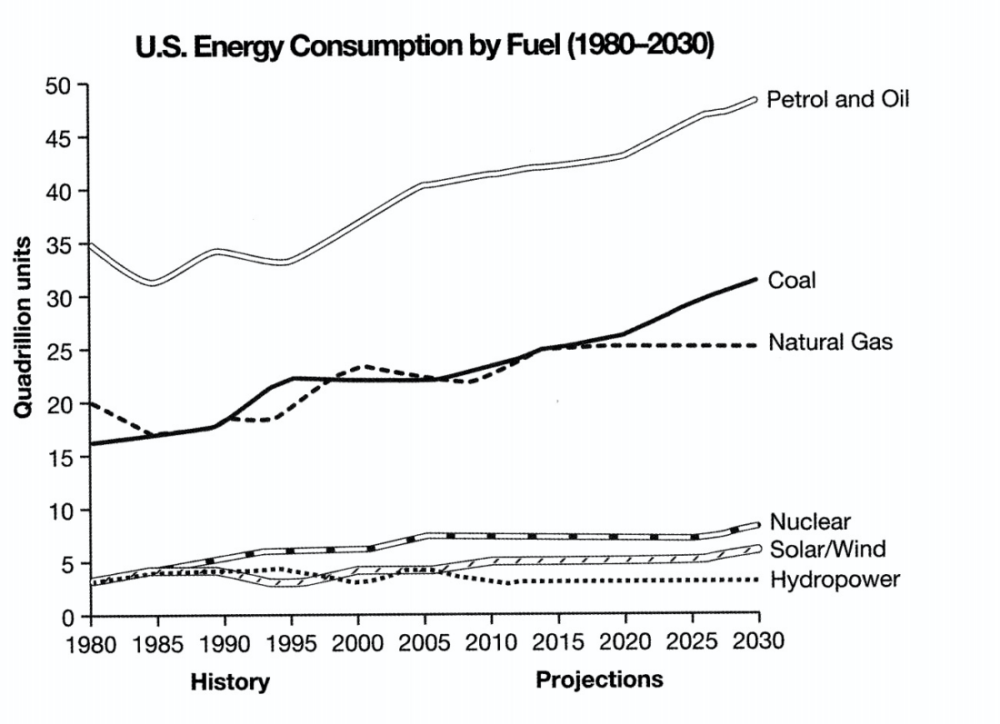 U.S. Energy Consumption by Fuel (1980–2030)
50
45
40
35
30
25
20
15
10
5
0
Quadrillion units
Petrol and Oil
Coal
Natural Gas
Nuclear
Solar/Wind
Hydropower
1980 1985 1990 1995 2000 2005 2010 2015 2020 2025 2030
History Projections